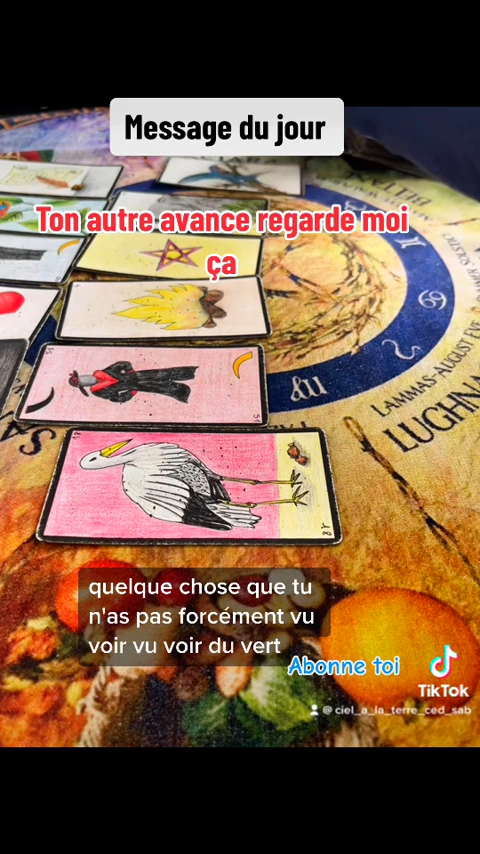 Message du jour
Ton autre avance regarde moi
ça
LAMMAS-AUGUST EVE
LUGHN
quelque chose que tu
n'as pas forcément vu
voir vu voir du vert
Abonne toi
TikTok
@ciel_a_la_terre_ced_sab